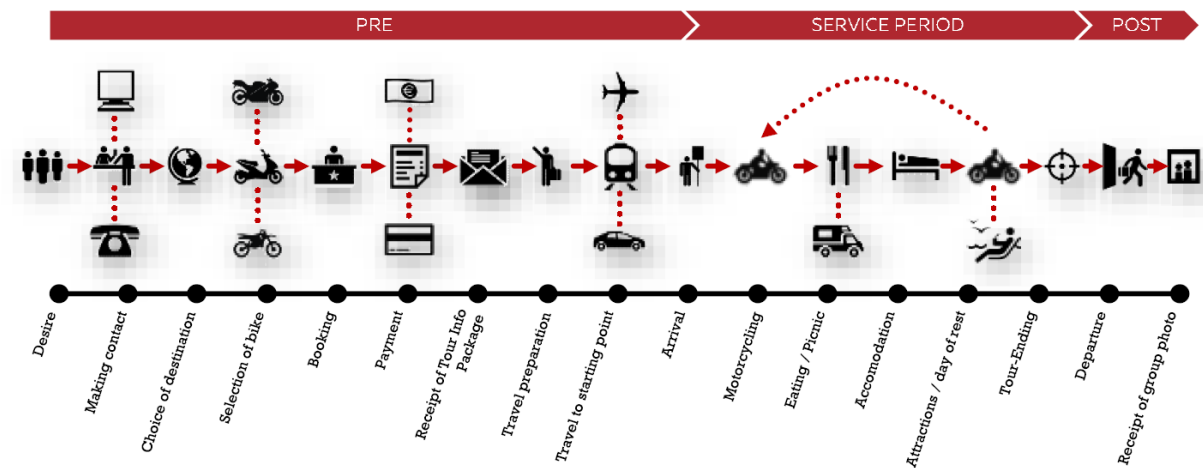 PRE
SERVICE PERIOD
POST
Desire
Making contact
Choice of destination
Selection of bike
Booking
Payment
Receipt of Tour Info
Package
Travel preparation
Travel to starting point
Arrival
Motorcycling
Eating / Picnic
Accomodation
Attractions / day of rest
Tour-Ending
Departure
Receipt of group photo